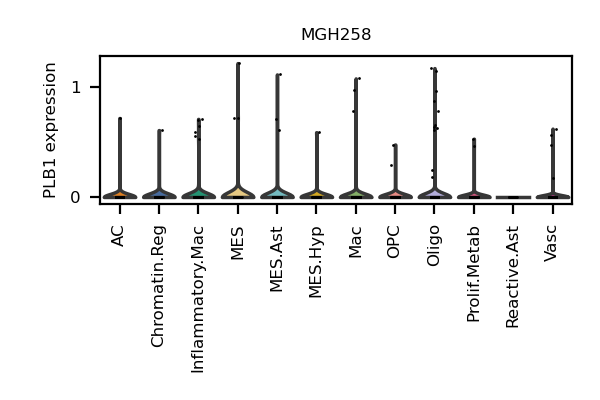 MGH258
PLB1 expression
1
0
AC
Chromatin.Reg
Inflammatory.Mac
MES
MES.Ast
MES.Hyp
Mac
OPC
Oligo
Prolif.Metab
Reactive.Ast
Vasc